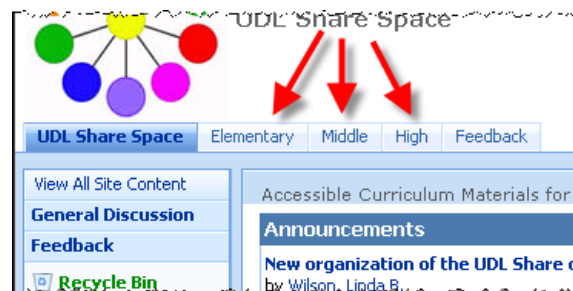 UDL Share Space
UDL Share Space Elementary Middle High Feedback
View All Site Content
General Discussion
Feedback
Recycle Bin
Accessible Curriculum Materials for
Announcements
New organization of the UDL Share
by Wilson, Linda B